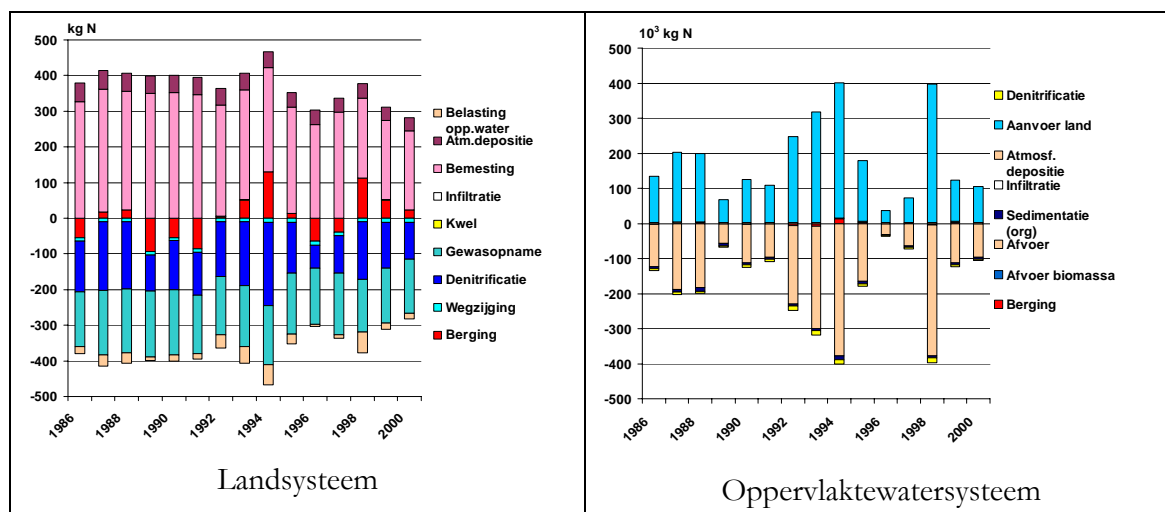 kg N
500
400
300
200
100
0
-100
-200
-300
-400
-500
1986
1988
1990
1992
1994
1996
1998
2000
Belasting
opp.water
Atm.depositie
Bemesting
Infiltratie
Kwel
Gewasopname
Denitrificatie
Wegzijging
Berging
Landsysteem
10³ kg N
500
400
300
200
100
0
-100
-200
-300
-400
-500
1986
1988
1990
1992
1994
1996
1998
2000
Denitrificatie
Aanvoer land
Atmosf.
depositie
Infiltratie
Sedimentatie
(org)
Afvoer
Afvoer biomassa
Berging
Oppervlaktewatersysteem